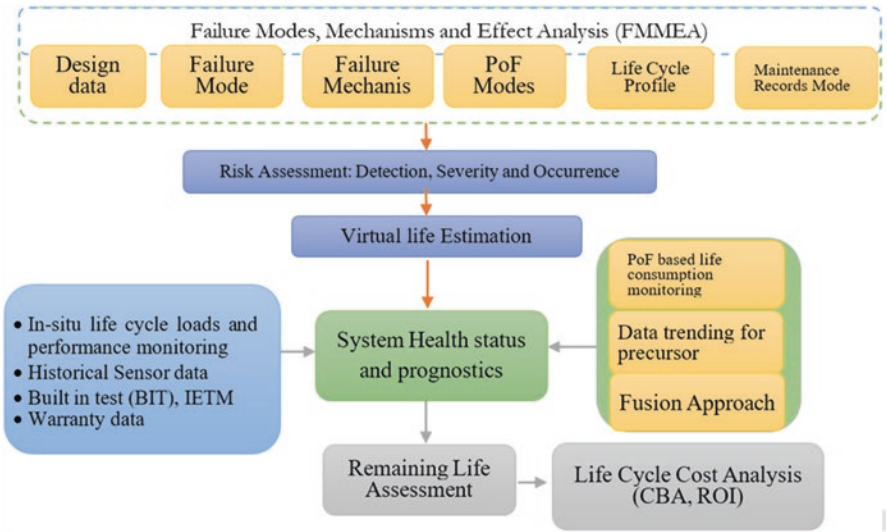 Failure Modes, Mechanisms and Effect Analysis (FMMEA)
Design
data
Failure
Mode
Failure
Mechanis
PoF
Modes
Life Cycle
Profile
Maintenance
Records Mode
Risk Assessment: Detection, Severity and Occurrence
Virtual life Estimation
PoF based life
consumption
monitoring
Data trending for
precursor
Fusion Approach
• In-situ life cycle loads and
performance monitoring
• Historical Sensor data
• Built in test (BIT), IETM
• Warranty data
System Health status
and prognostics
Remaining Life
Assessment
Life Cycle Cost Analysis
(CBA, ROI)